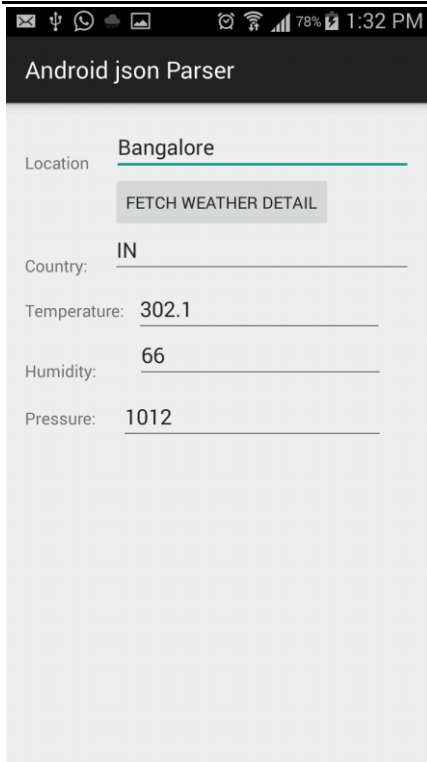 78% 1:32 PM
Android json Parser
Location Bangalore
FETCH WEATHER DETAIL
Country: IN
Temperature: 302.1
Humidity: 66
Pressure: 1012